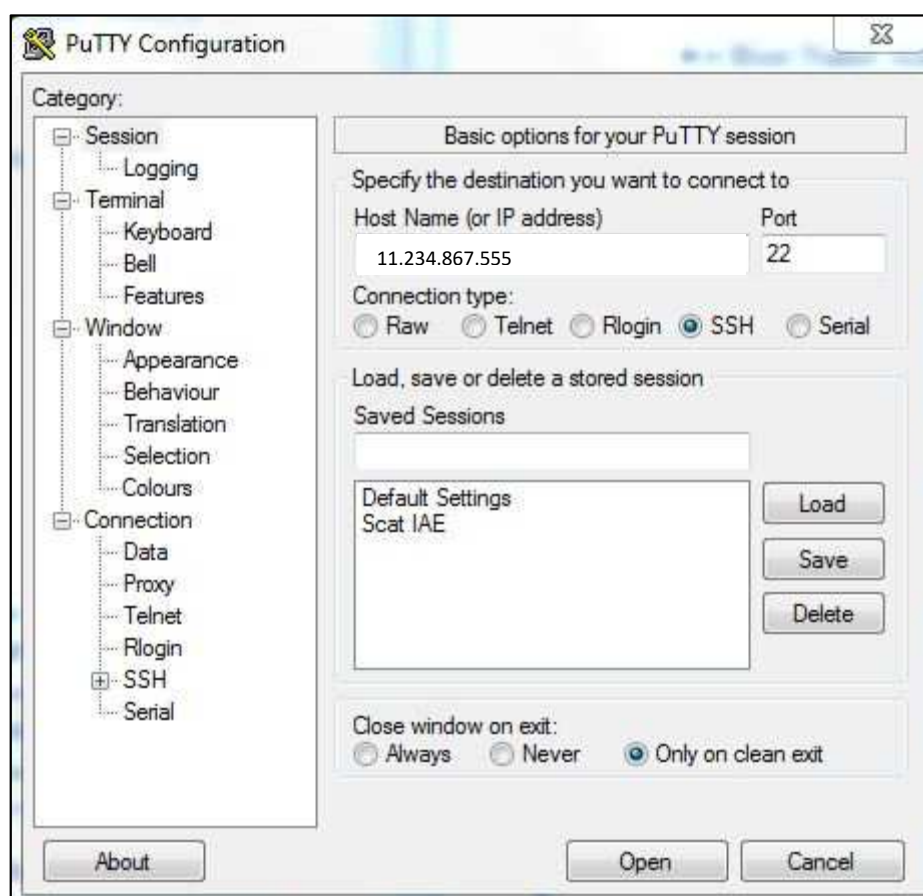 PuTTY Configuration
Category:
Session
Logging
Terminal
Keyboard
Bell
Features
Window
Appearance
Behaviour
Translation
Selection
Colours
Connection
Data
Proxy
Telnet
Rlogin
SSH
Serial
Basic options for your PuTTY session
Specify the destination you want to connect to
Host Name (or IP address) Port
11.234.867.555 22
Connection type:
Raw Telnet Rlogin SSH Serial
Load, save or delete a stored session
Saved Sessions
Default Settings
Scat IAE
Load
Save
Delete
Close window on exit:
Always Never Only on clean exit
About Open Cancel